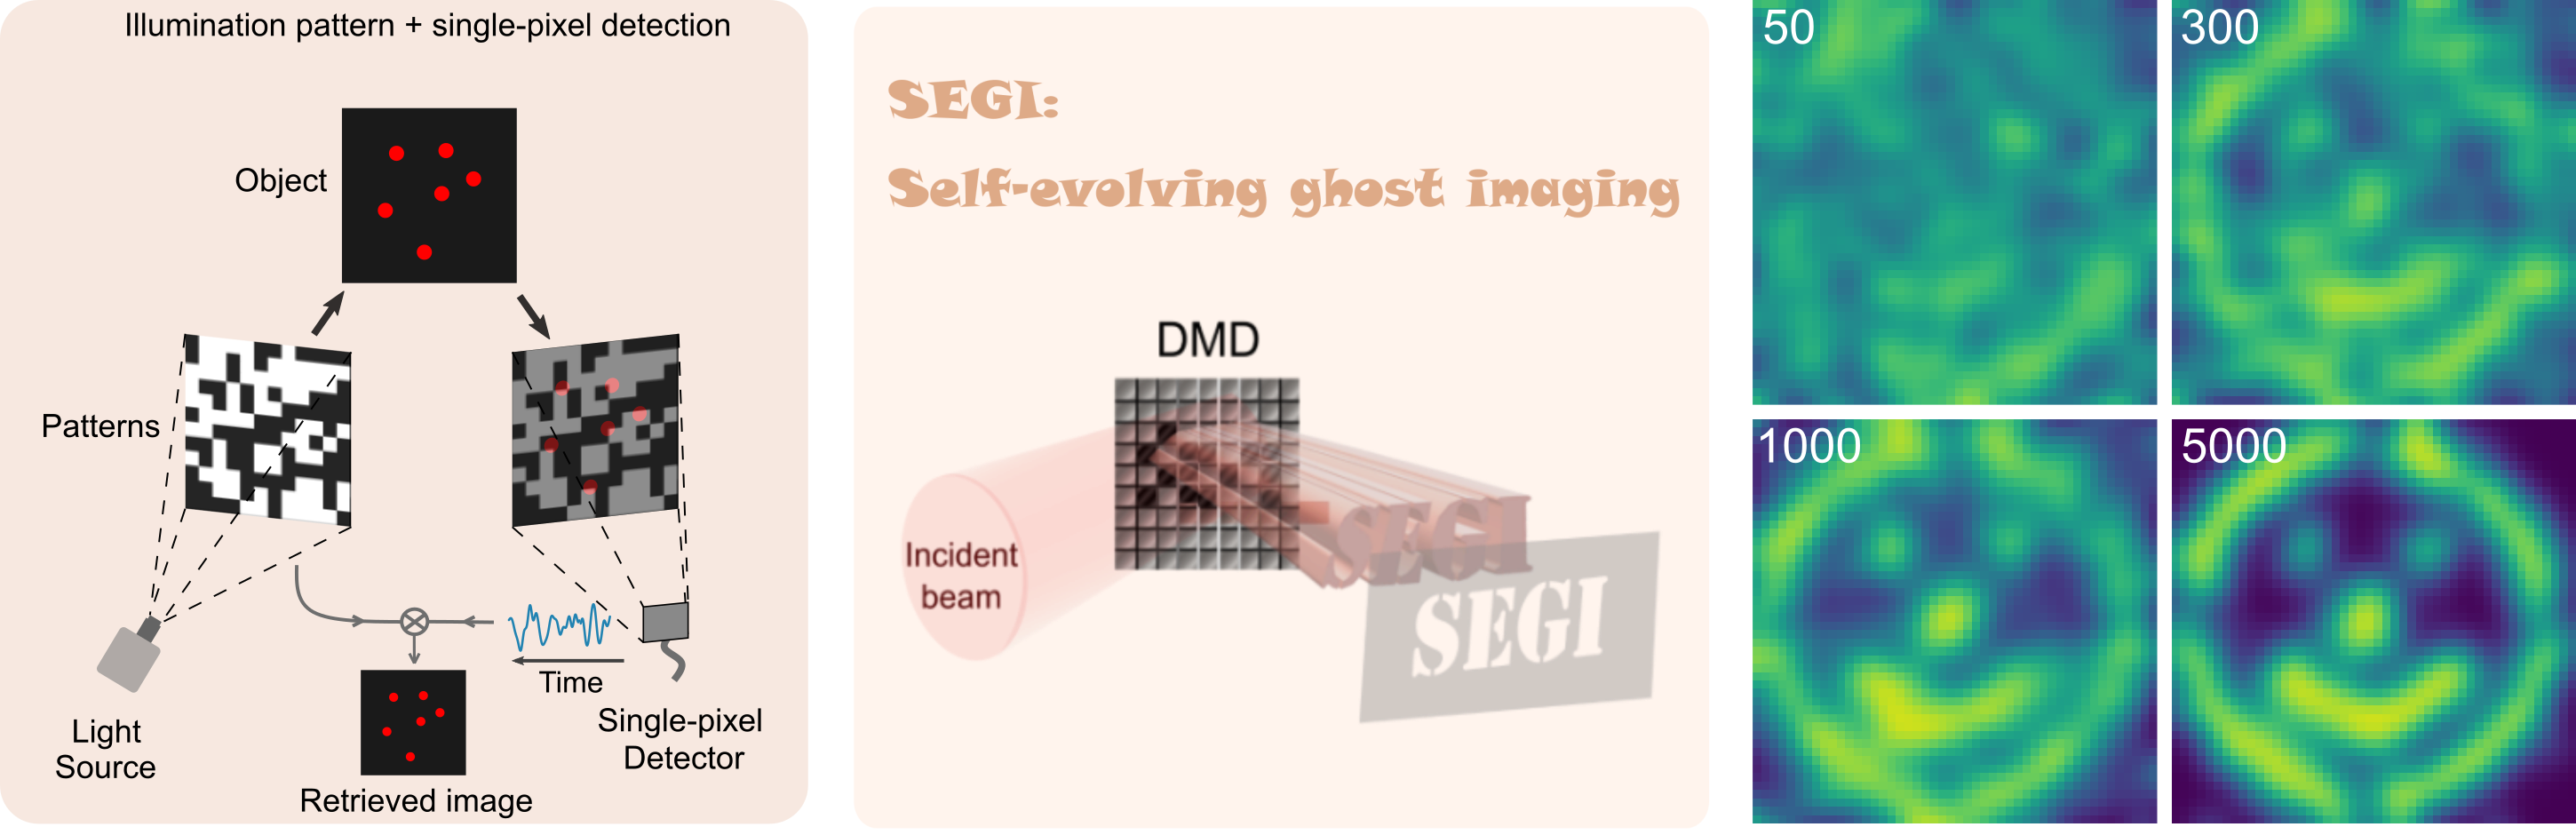 Illumination pattern + single-pixel detection
Object
Patterns
Time
Light
Source
Single-pixel
Detector
Retrieved image
SEGI:
Self-evolving ghost imaging
DMD
Incident
beam
SEGI
SEGI
50
300
1000
5000